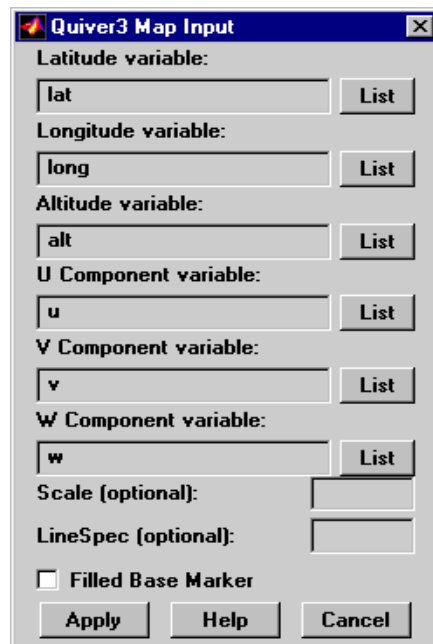 Quiver3 Map Input
Latitude variable:
lat List
Longitude variable:
long List
Altitude variable:
alt List
U Component variable:
u List
V Component variable:
v List
W Component variable:
w List
Scale (optional):
LineSpec (optional):
Filled Base Marker
Apply Help Cancel